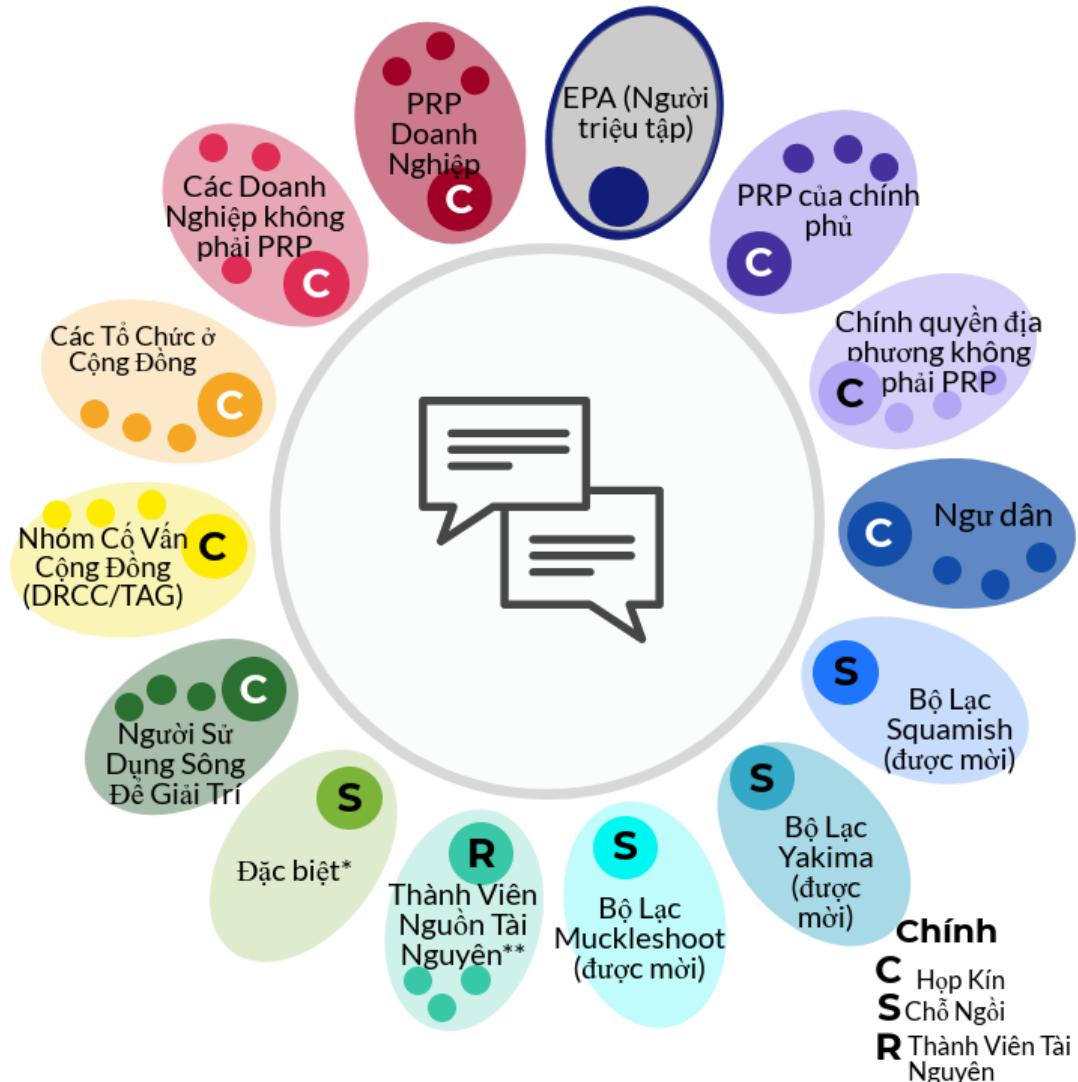 PRP
Doanh
Nghiệp
C
EPA (Người
triệu tập)
PRP của chính
phủ
C
Chính quyền địa
phương không
phải PRP
C
Ngư dân
C
S
Bộ Lạc
Squamish
(được mời)
S
Bộ Lạc
Yakima
(được
mời)
S
Bộ Lạc
Muckleshoot
(được mời)
R
Thành Viên
Nguồn Tài
Nguyên**
S
Đặc biệt*
C
Người Sử
Dụng Sông
Để Giải Trí
Nhóm Cố Vấn
Cộng Đồng
(DRCC/TAG)
C
Các Tổ Chức ở
Cộng Đồng
C
Các Doanh
Nghiệp không
phải PRP
C
Chính
C Họp Kín
S Chỗ Ngồi
R Thành Viên Tài
Nguyên